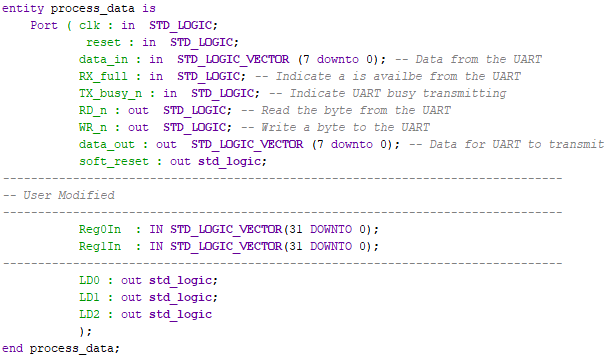 entity process_data is
Port ( clk : in STD_LOGIC;
reset : in STD_LOGIC;
data_in : in STD_LOGIC_VECTOR (7 downto 0); -- Data from the UART
RX_full : in STD_LOGIC; -- Indicate a is availbe from the UART
TX_busy_n : in STD_LOGIC; -- Indicate UART busy transmitting
RD_n : out STD_LOGIC; -- Read the byte from the UART
WR_n : out STD_LOGIC; -- Write a byte to the UART
data_out : out STD_LOGIC_VECTOR (7 downto 0); -- Data for UART to transmit
soft_reset : out std_logic;
--------------------------------------------------------------------------------
-- User Modified
--------------------------------------------------------------------------------
Reg0In : IN STD_LOGIC_VECTOR(31 DOWNTO 0);
Reg1In : IN STD_LOGIC_VECTOR(31 DOWNTO 0);
--------------------------------------------------------------------------------
LD0 : out std_logic;
LD1 : out std_logic;
LD2 : out std_logic
);
end process_data;